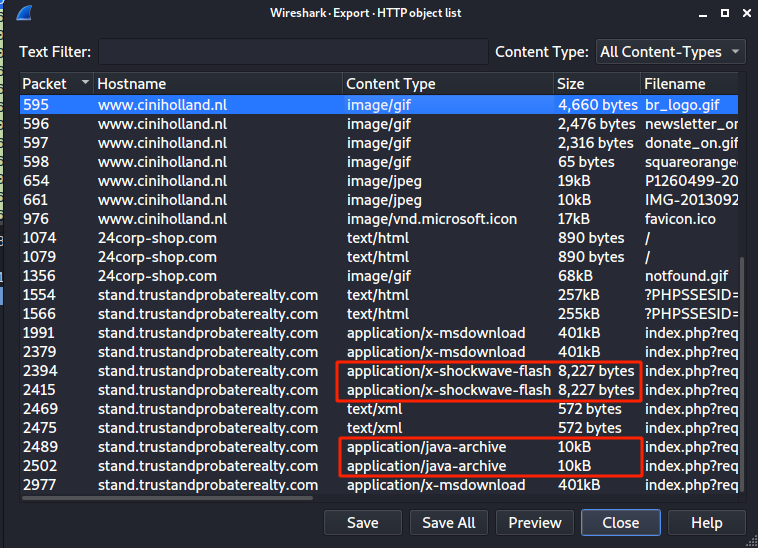 Wireshark · Export · HTTP object list
Text Filter: Content Type: All Content-Types
Packet Hostname Content Type Size Filename
595 www.ciniholland.nl image/gif 4,660 bytes br_logo.gif
596 www.ciniholland.nl image/gif 2,476 bytes newsletter_on
597 www.ciniholland.nl image/gif 2,316 bytes donate_on.gif
598 www.ciniholland.nl image/gif 65 bytes squareorange
654 www.ciniholland.nl image/jpeg 19kB P1260499-20
661 www.ciniholland.nl image/jpeg 10kB IMG-2013092
976 www.ciniholland.nl image/vnd.microsoft.icon 17kB favicon.ico
1074 24corp-shop.com text/html 890 bytes /
1079 24corp-shop.com text/html 890 bytes /
1356 24corp-shop.com image/gif 68kB notfound.gif
1554 stand.trustandprobaterealty.com text/html 257kB ?PHPSSESID=
1566 stand.trustandprobaterealty.com text/html 255kB ?PHPSSESID=
1991 stand.trustandprobaterealty.com application/x-msdownload 401kB index.php?req
2379 stand.trustandprobaterealty.com application/x-msdownload 401kB index.php?req
2394 stand.trustandprobaterealty.com application/x-shockwave-flash 8,227 bytes index.php?req
2415 stand.trustandprobaterealty.com application/x-shockwave-flash 8,227 bytes index.php?req
2469 stand.trustandprobaterealty.com text/xml 572 bytes index.php?req
2475 stand.trustandprobaterealty.com text/xml 572 bytes index.php?req
2489 stand.trustandprobaterealty.com application/java-archive 10kB index.php?req
2502 stand.trustandprobaterealty.com application/java-archive 10kB index.php?req
2977 stand.trustandprobaterealty.com application/x-msdownload 401kB index.php?req
Save Save All Preview Close Help